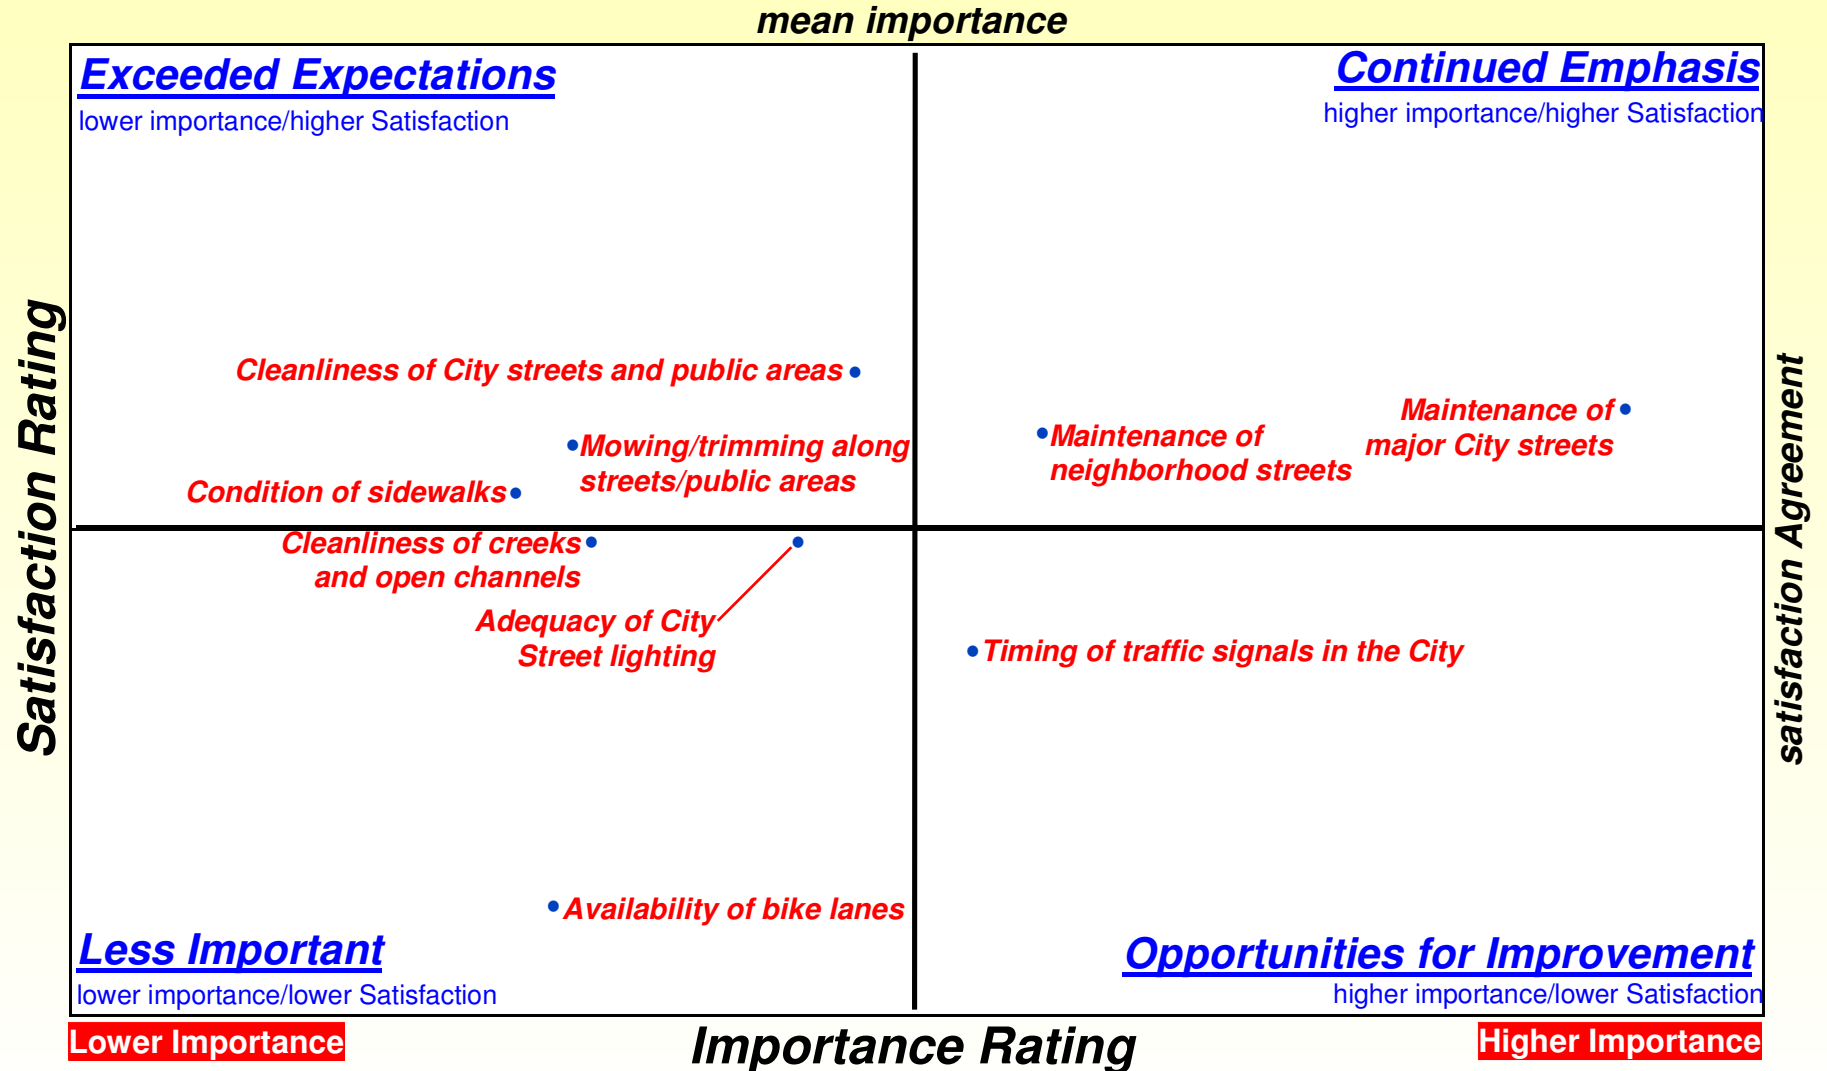 mean importance
Exceeded Expectations
lower importance/higher Satisfaction
Continued Emphasis
higher importance/higher Satisfaction
Satisfaction Rating
satisfaction Agreement
Cleanliness of City streets and public areas
Mowing/trimming along
streets/public areas
Condition of sidewalks
Maintenance of
neighborhood streets
Maintenance of
major City streets
Cleanliness of creeks
and open channels
Adequacy of City
Street lighting
Timing of traffic signals in the City
Availability of bike lanes
Less Important
lower importance/lower Satisfaction
Opportunities for Improvement
higher importance/lower Satisfaction
Lower Importance
Importance Rating
Higher Importance